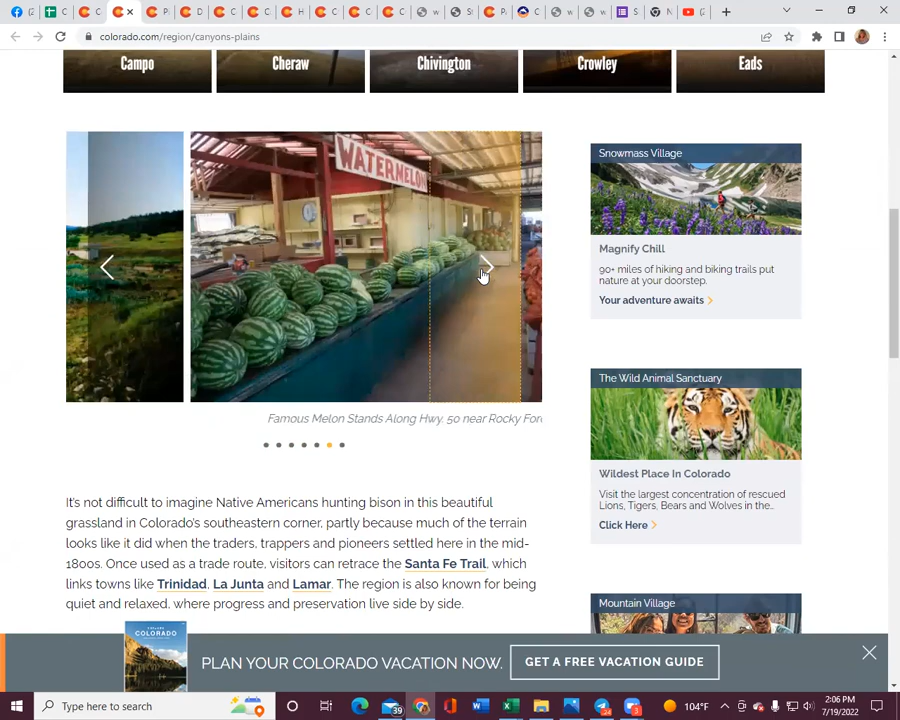 colorado.com/region/canyons-plains
Campo
Cheraw
Chivington
Crowley
Eads
WATERMELON
Famous Melon Stands Along Hwy. 50 near Rocky
It's not difficult to imagine Native Americans hunting bison in this beautiful
grassland in Colorado's southeastern corner, partly because much of the terrain
looks like it did when the traders, trappers and pioneers settled here in the mid-
1800s. Once used as a trade route, visitors can retrace the Santa Fe Trail, which
links towns like Trinidad, La Junta and Lamar. The region is also known for being
quiet and relaxed, where progress and preservation live side by side.
Snowmass Village
Magnify Chill
90+ miles of hiking and biking trails put
nature at your doorstep.
Your adventure awaits
The Wild Animal Sanctuary
Wildest Place In Colorado
Visit the largest concentration of rescued
Lions, Tigers, Bears and Wolves in the...
Click Here
Mountain Village
COLORADO
PLAN YOUR COLORADO VACATION NOW.
GET A FREE VACATION GUIDE
Type here to search
39
3
104°F
2:06 PM
7/19/2022